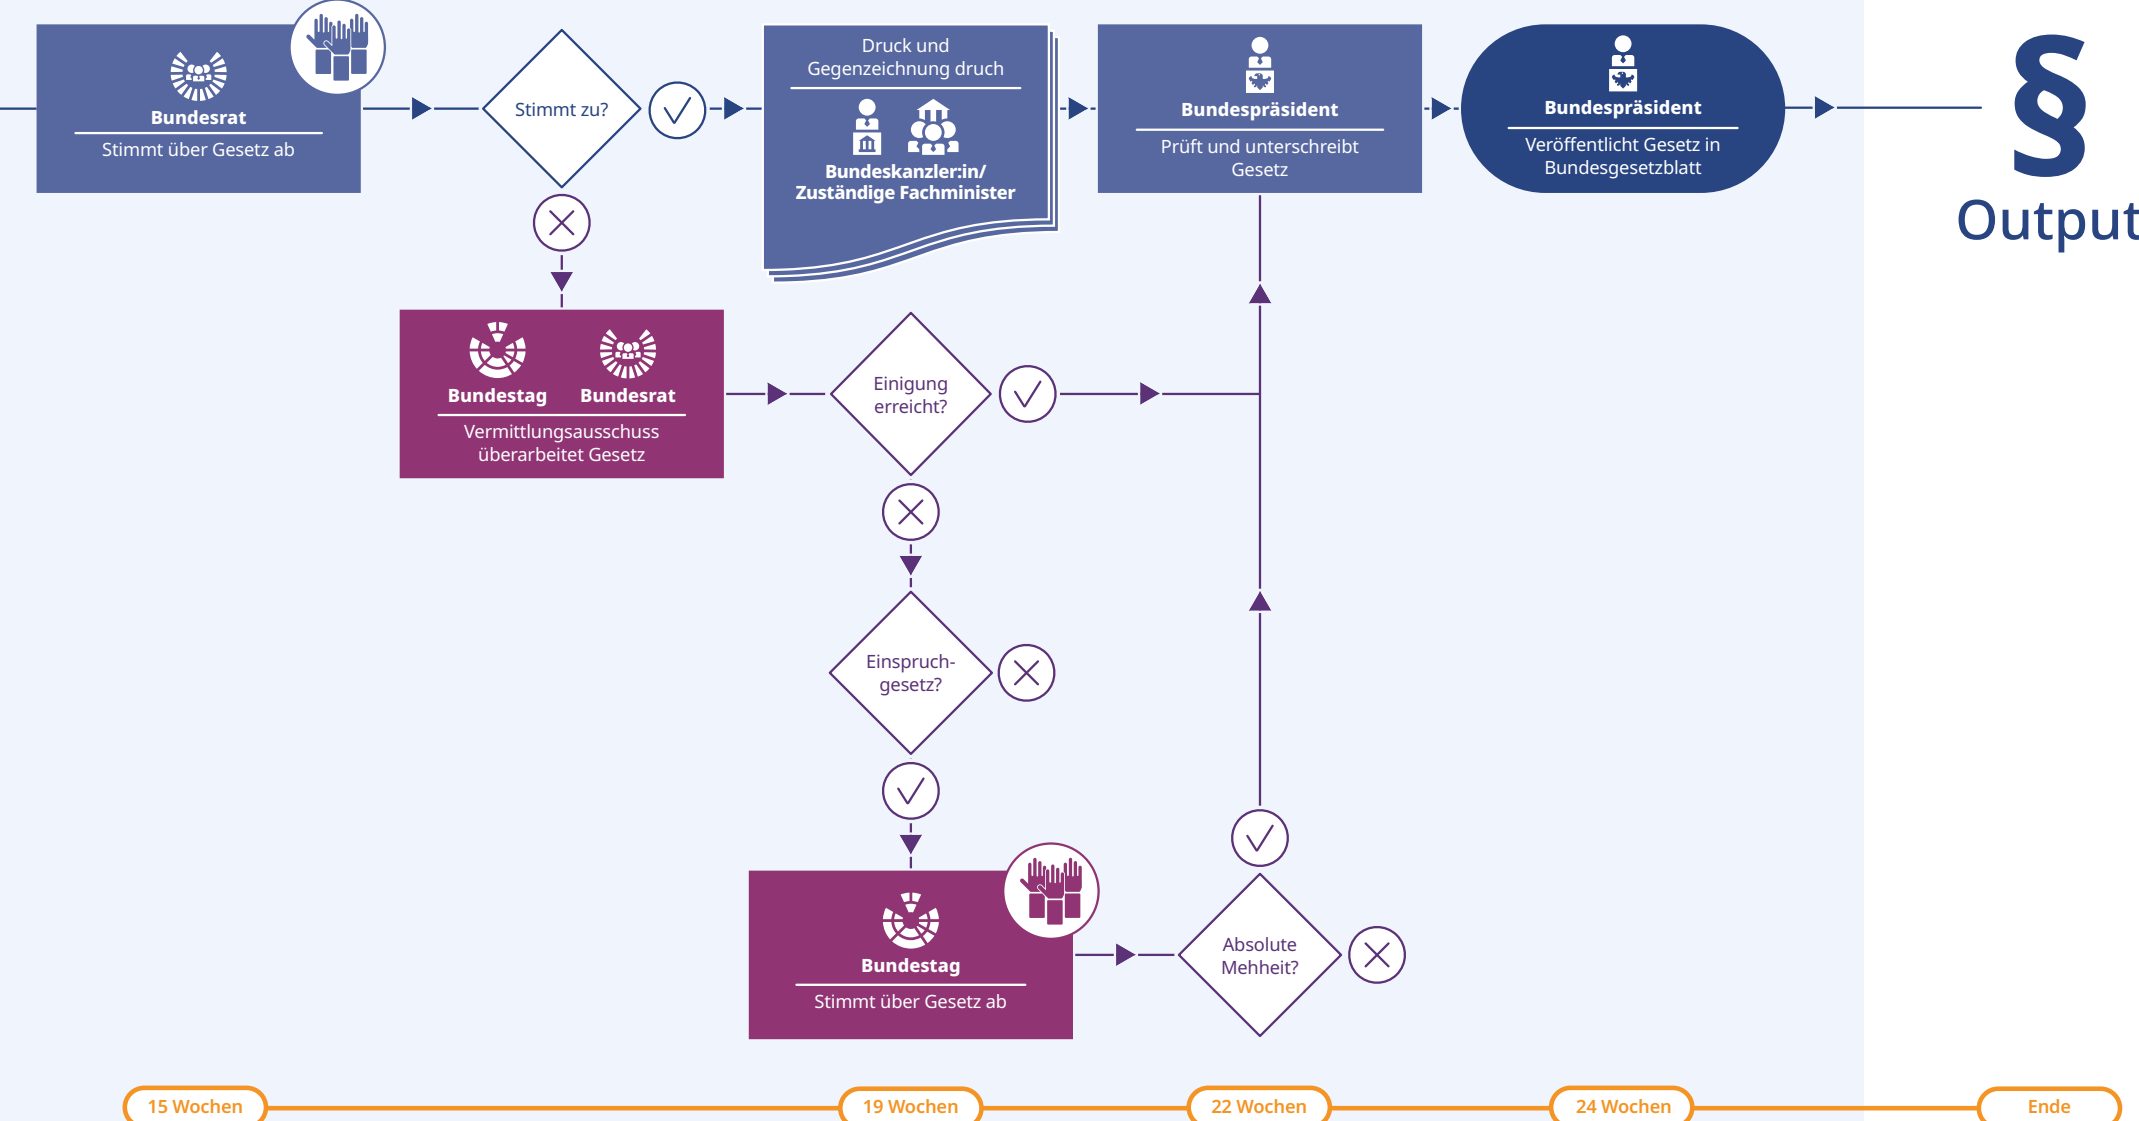 Bundesrat
Stimmt über Gesetz ab
Stimmt zu?
Druck und
Gegenzeichnung druch
Bundeskanzler:in/
Zuständige Fachminister
Bundespräsident
Prüft und unterschreibt
Gesetz
Bundespräsident
Veröffentlicht Gesetz in
Bundesgesetzblatt
§
Output
Bundestag
Bundesrat
Vermittlungsausschuss
überarbeitet Gesetz
Einigung
erreicht?
Einspruch-
gesetz?
Bundestag
Stimmt über Gesetz ab
Absolute
Mehheit?
15 Wochen
19 Wochen
22 Wochen
24 Wochen
Ende